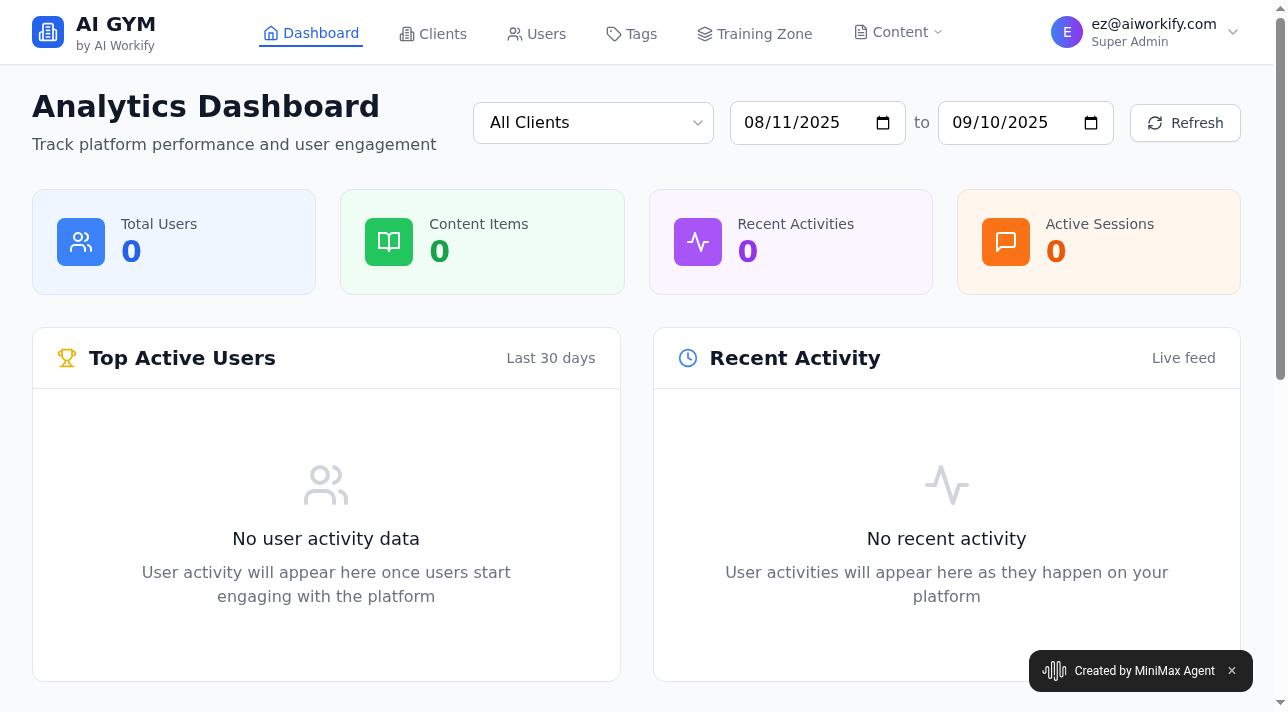 AI GYM
by AI Workify
Dashboard
Clients
Users
Tags
Training Zone
Content
E
ez@aiworkify.com
Super Admin
Analytics Dashboard
Track platform performance and user engagement
All Clients
08/11/2025
to
09/10/2025
Refresh
Total Users
0
Content Items
0
Recent Activities
0
Active Sessions
0
Top Active Users
Last 30 days
No user activity data
User activity will appear here once users start
engaging with the platform
Recent Activity
Live feed
No recent activity
User activities will appear here as they happen on your
platform
Created by MiniMax Agent ×